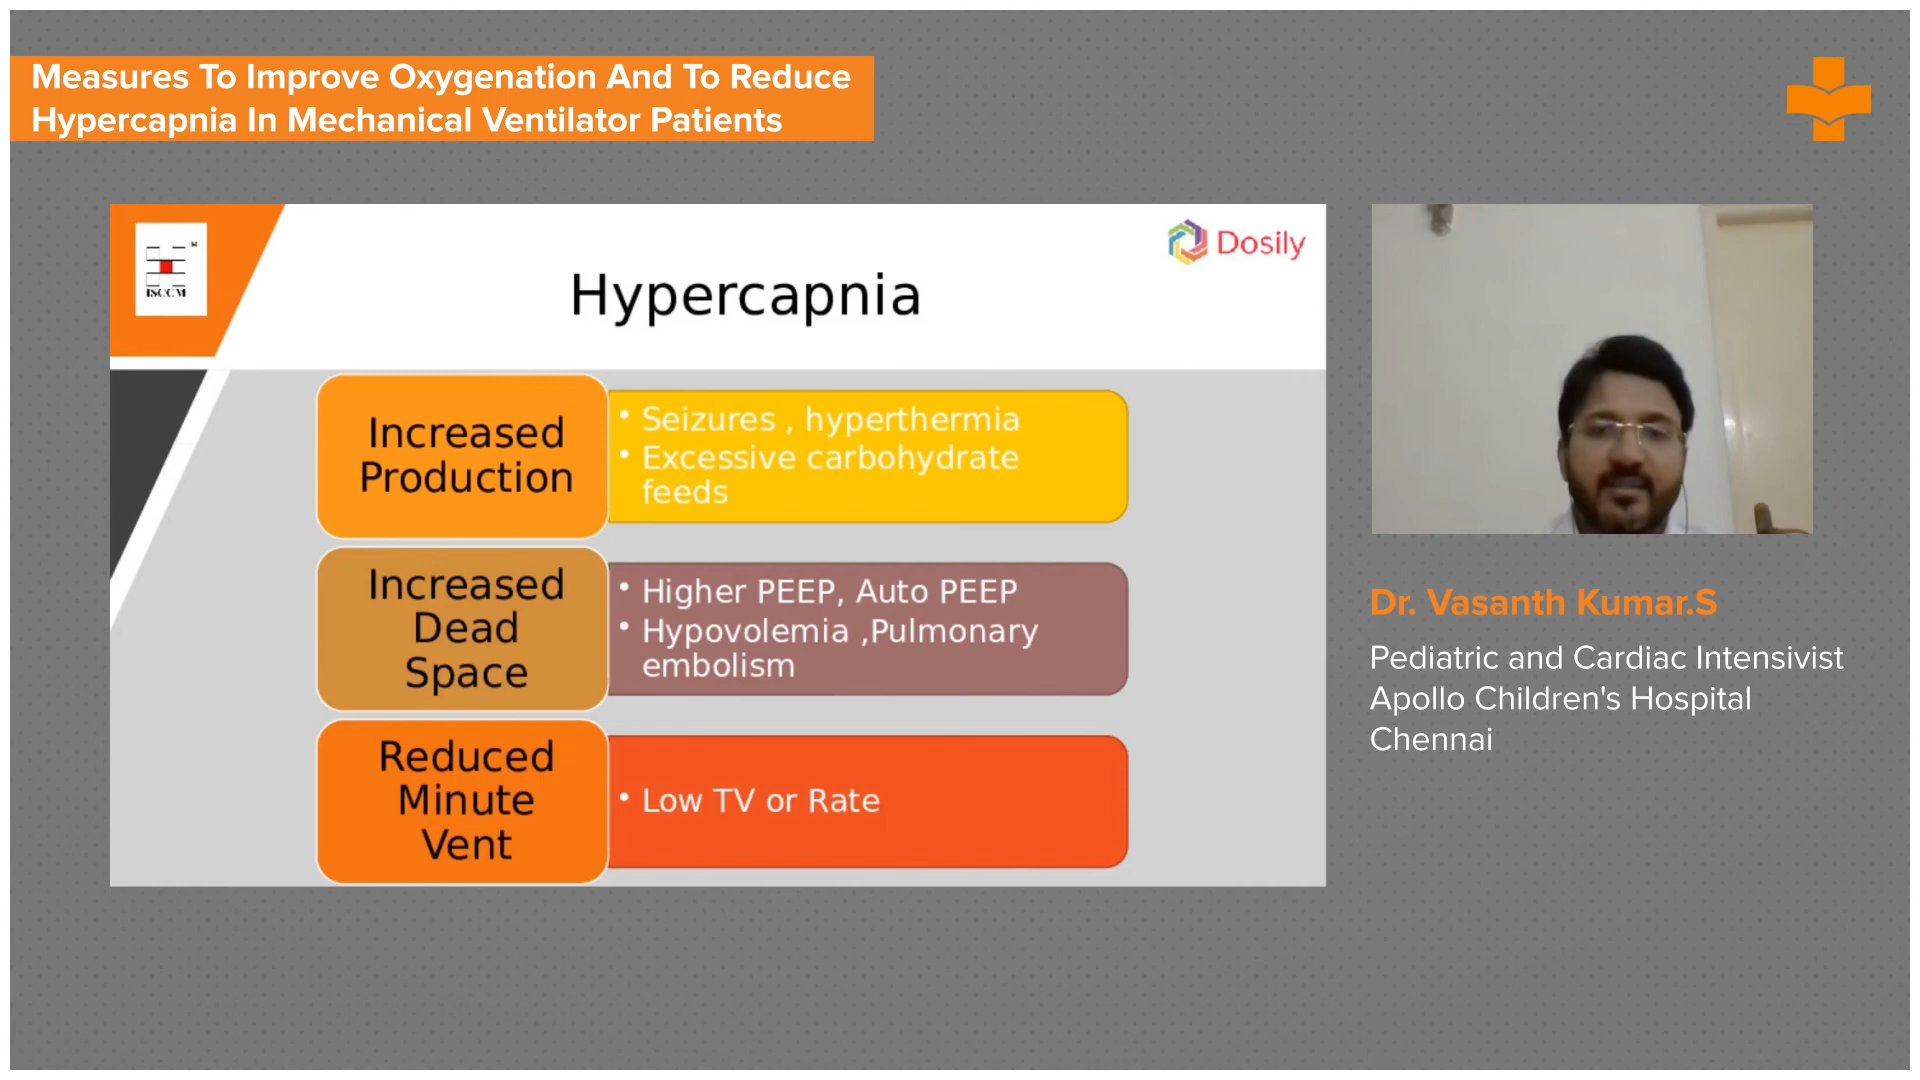 Measures To Improve Oxygenation And To Reduce
Hypercapnia In Mechanical Ventilator Patients
ISCCM
Dosily
Hypercapnia
Increased
Production
• Seizures , hyperthermia
• Excessive carbohydrate
feeds
Increased
Dead
Space
• Higher PEEP, Auto PEEP
• Hypovolemia ,Pulmonary
embolism
Reduced
Minute
Vent
• Low TV or Rate
Dr. Vasanth Kumar.S
Pediatric and Cardiac Intensivist
Apollo Children's Hospital
Chennai